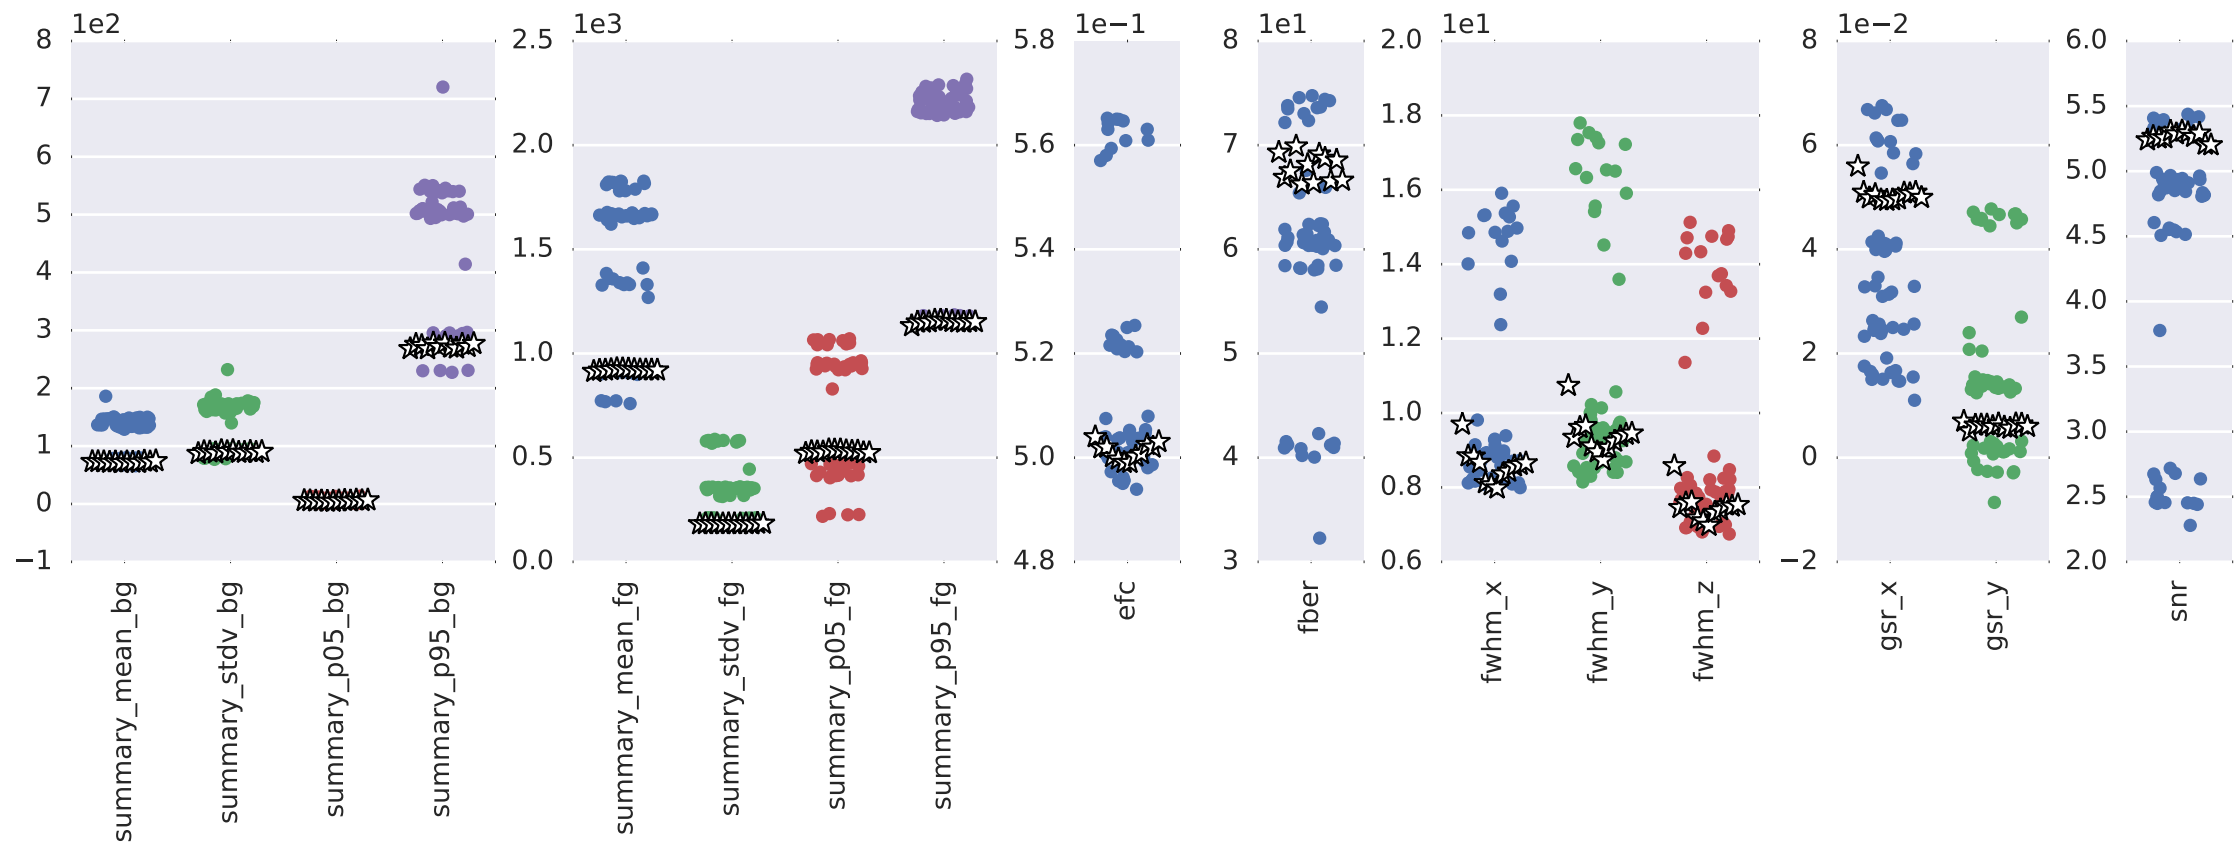 1e2
8
7
6
5
4
3
2
1
0
−1
summary_mean_bg
summary_stdv_bg
summary_p05_bg
summary_p95_bg
1e3
2.5
2.0
1.5
1.0
0.5
0.0
summary_mean_fg
summary_stdv_fg
summary_p05_fg
summary_p95_fg
1e−1
5.8
5.6
5.4
5.2
5.0
4.8
efc
1e1
8
7
6
5
4
3
fber
1e1
2.0
1.8
1.6
1.4
1.2
1.0
0.8
0.6
fwhm_x
fwhm_y
fwhm_z
1e−2
8
6
4
2
0
−2
gsr_x
gsr_y
6.0
5.5
5.0
4.5
4.0
3.5
3.0
2.5
2.0
snr